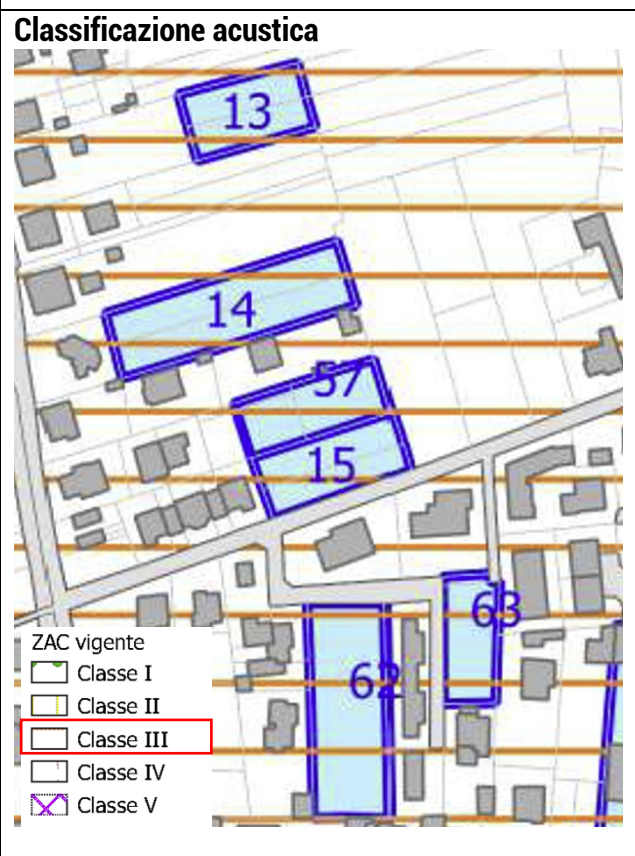 Classificazione acustica
13
14
57
15
63
62
ZAC vigente
Classe I
Classe II
Classe III
Classe IV
Classe V